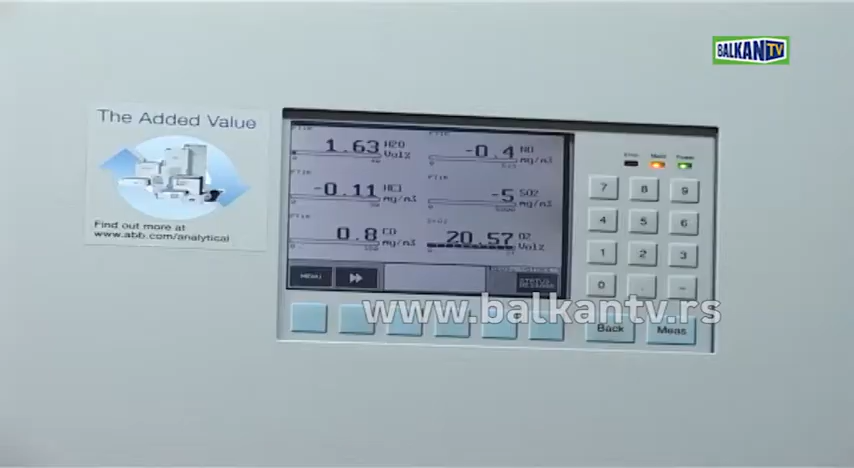 BALKAN TV
The Added Value
Find out more at
www.abb.com/analytical
1.63 H2O
Vol%
-0.4 NO
mg/m3
-0.11 HCl
mg/m3
-5 SO2
mg/m3
0.8 CO
mg/m3
20.57 O2
Vol%
MENU
Power
7 8 9
4 5 6
1 2 3
0 . -
Back Meas
www.balkantv.rs